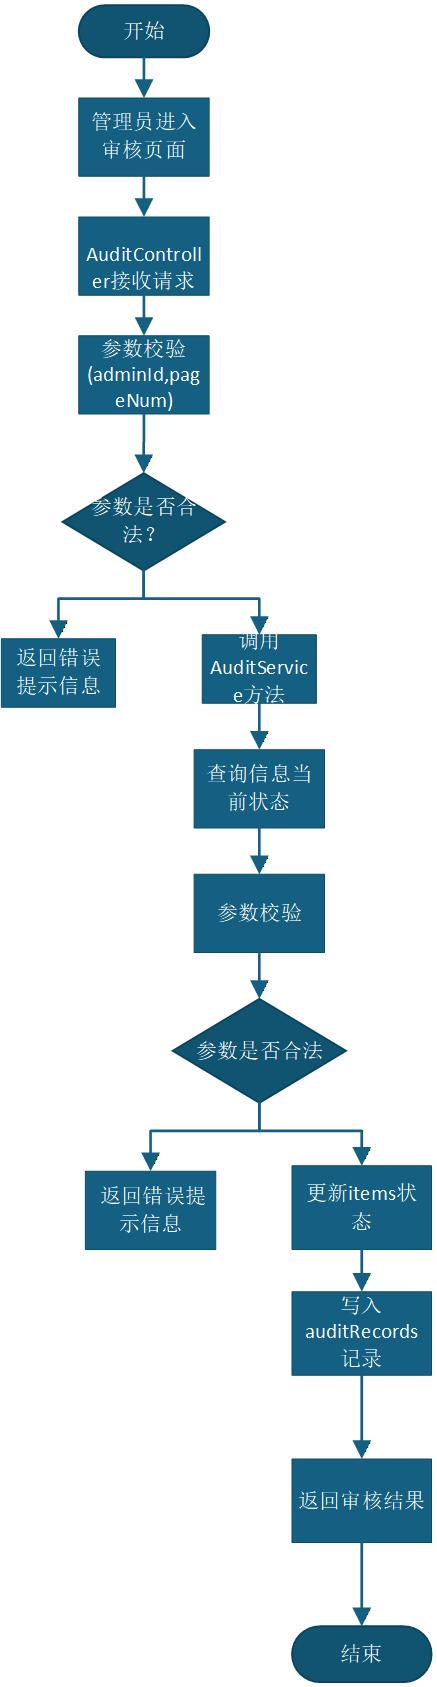 开始
管理员进入
审核页面
AuditControll
er接收请求
参数校验
(adminId,pag
eNum)
参数是否合
法？
返回错误
提示信息
调用
AuditServic
e方法
查询信息当
前状态
参数校验
参数是否合法
返回错误提
示信息
更新items状
态
写入
auditRecords
记录
返回审核结果
结束